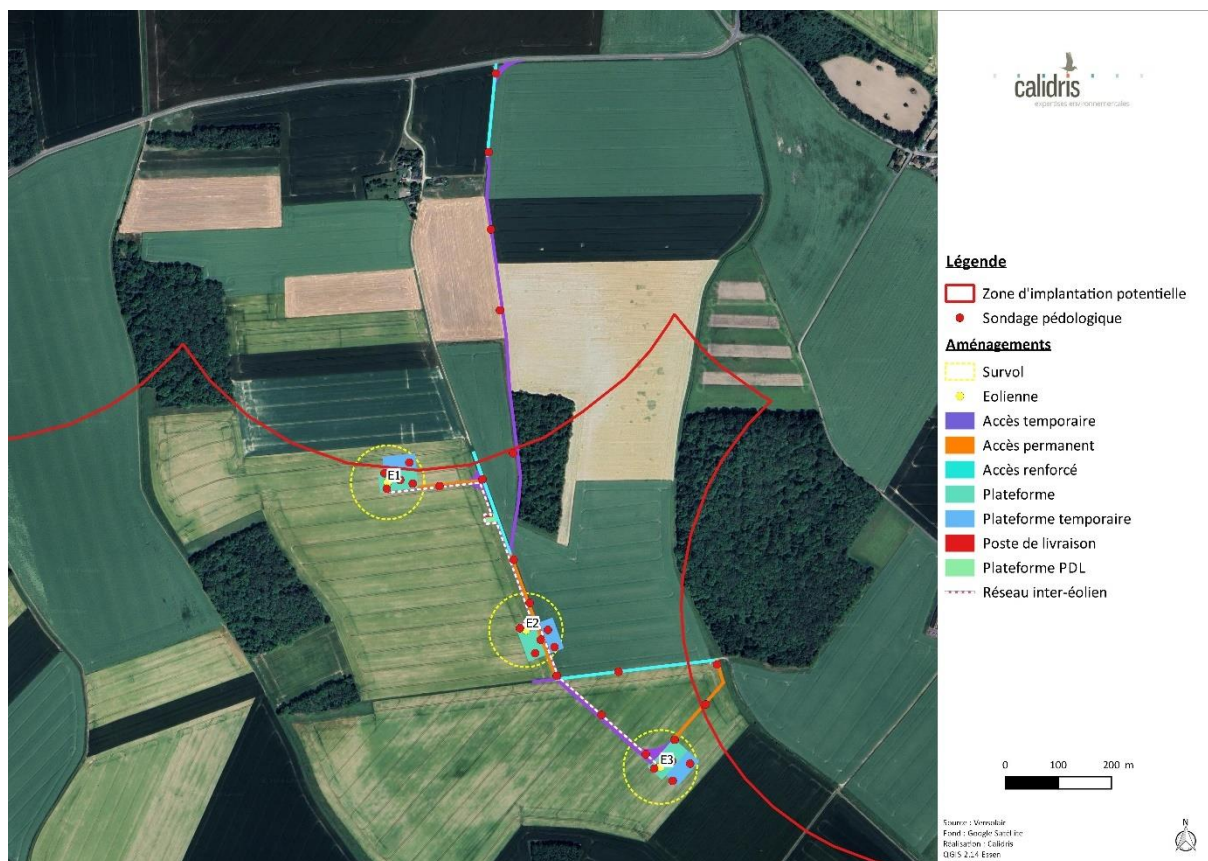 calidris
expertises environnementales
Légende
Zone d'implantation potentielle
Sondage pédologique
Aménagements
Survol
Eolienne
Accès temporaire
Accès permanent
Accès renforcé
Plateforme
Plateforme temporaire
Poste de livraison
Plateforme PDL
Réseau inter-éolien
E1
E2
E3
0 100 200 m
Source : Versolair
Fond : Google Satellite
Réalisation : Calidris
QGIS 2.14 Essen
N